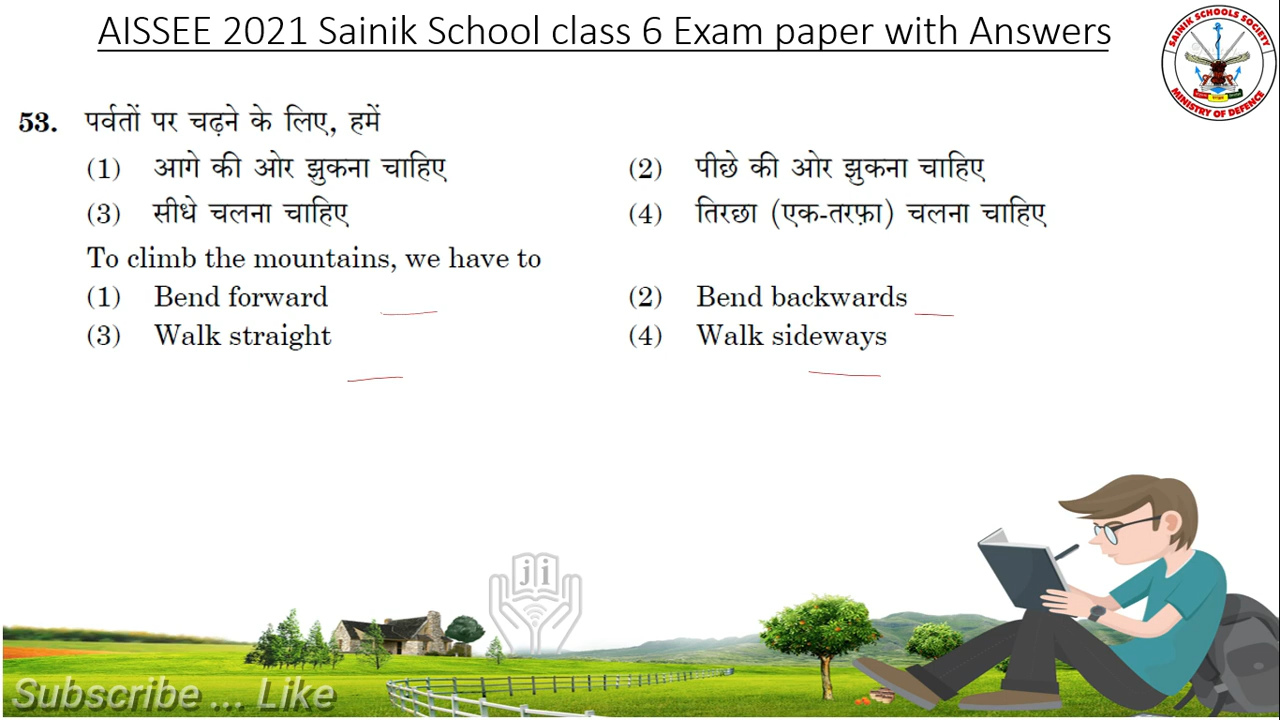 AISSEE 2021 Sainik School class 6 Exam paper with Answers
SAINIK SCHOOLS SOCIETY
MINISTRY OF DEFENCE
53. पर्वतों पर चढ़ने के लिए, हमें
(1) आगे की ओर झुकना चाहिए (2) पीछे की ओर झुकना चाहिए
(3) सीधे चलना चाहिए (4) तिरछा (एक-तरफ़ा) चलना चाहिए
To climb the mountains, we have to
(1) Bend forward (2) Bend backwards
(3) Walk straight (4) Walk sideways
ji
Subscribe ... Like